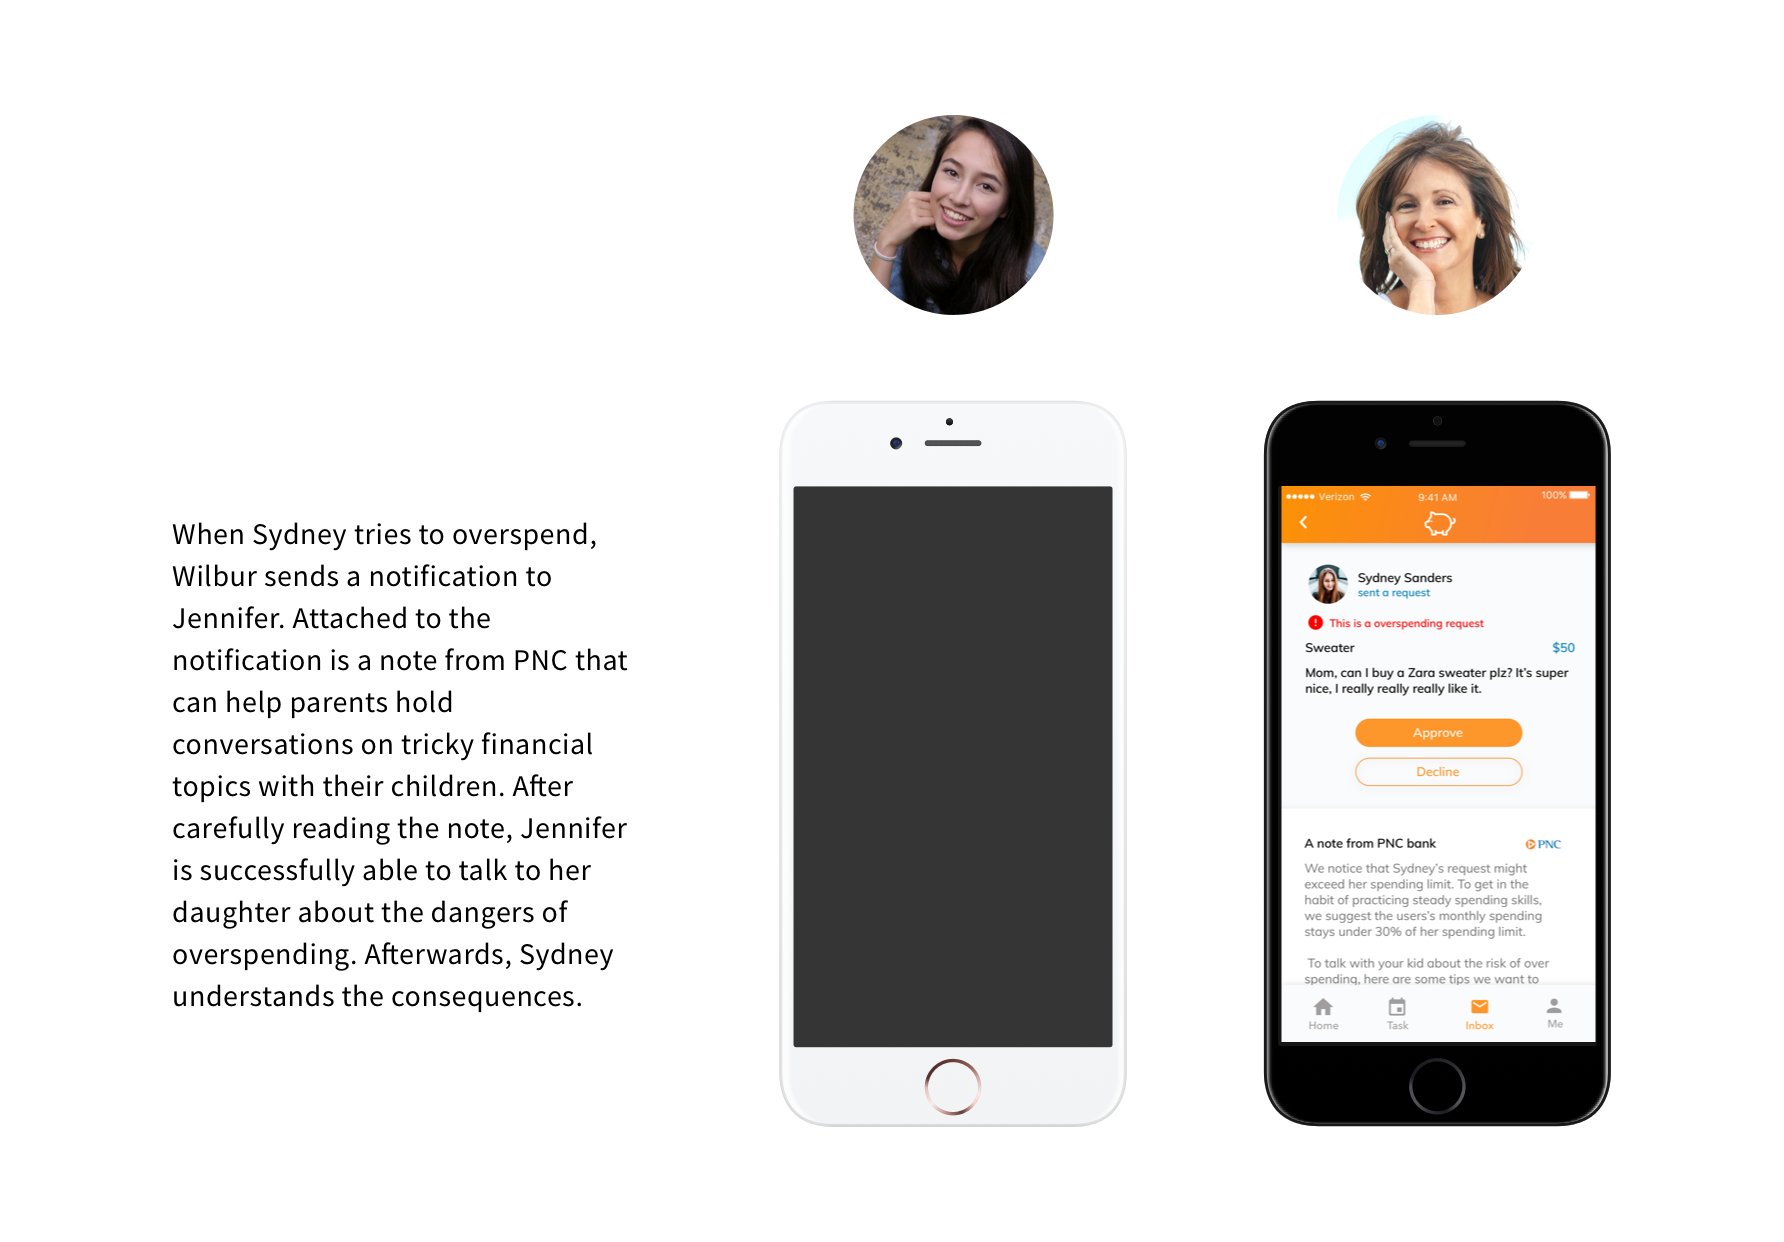 When Sydney tries to overspend,
Wilbur sends a notification to
Jennifer. Attached to the
notification is a note from PNC that
can help parents hold
conversations on tricky financial
topics with their children. After
carefully reading the note, Jennifer
is successfully able to talk to her
daughter about the dangers of
overspending. Afterwards, Sydney
understands the consequences.
Verizon 9:41 AM 100%
Sydney Sanders
sent a request
This is a overspending request
Sweater $50
Mom, can I buy a Zara sweater plz? It's super
nice, I really really really like it.
Approve
Decline
A note from PNC bank PNC
We notice that Sydney's request might
exceed her spending limit. To get in the
habit of practicing steady spending skills,
we suggest the users's monthly spending
stays under 30% of her spending limit.
To talk with your kid about the risk of over
spending, here are some tips we want to
Home Task Inbox Me